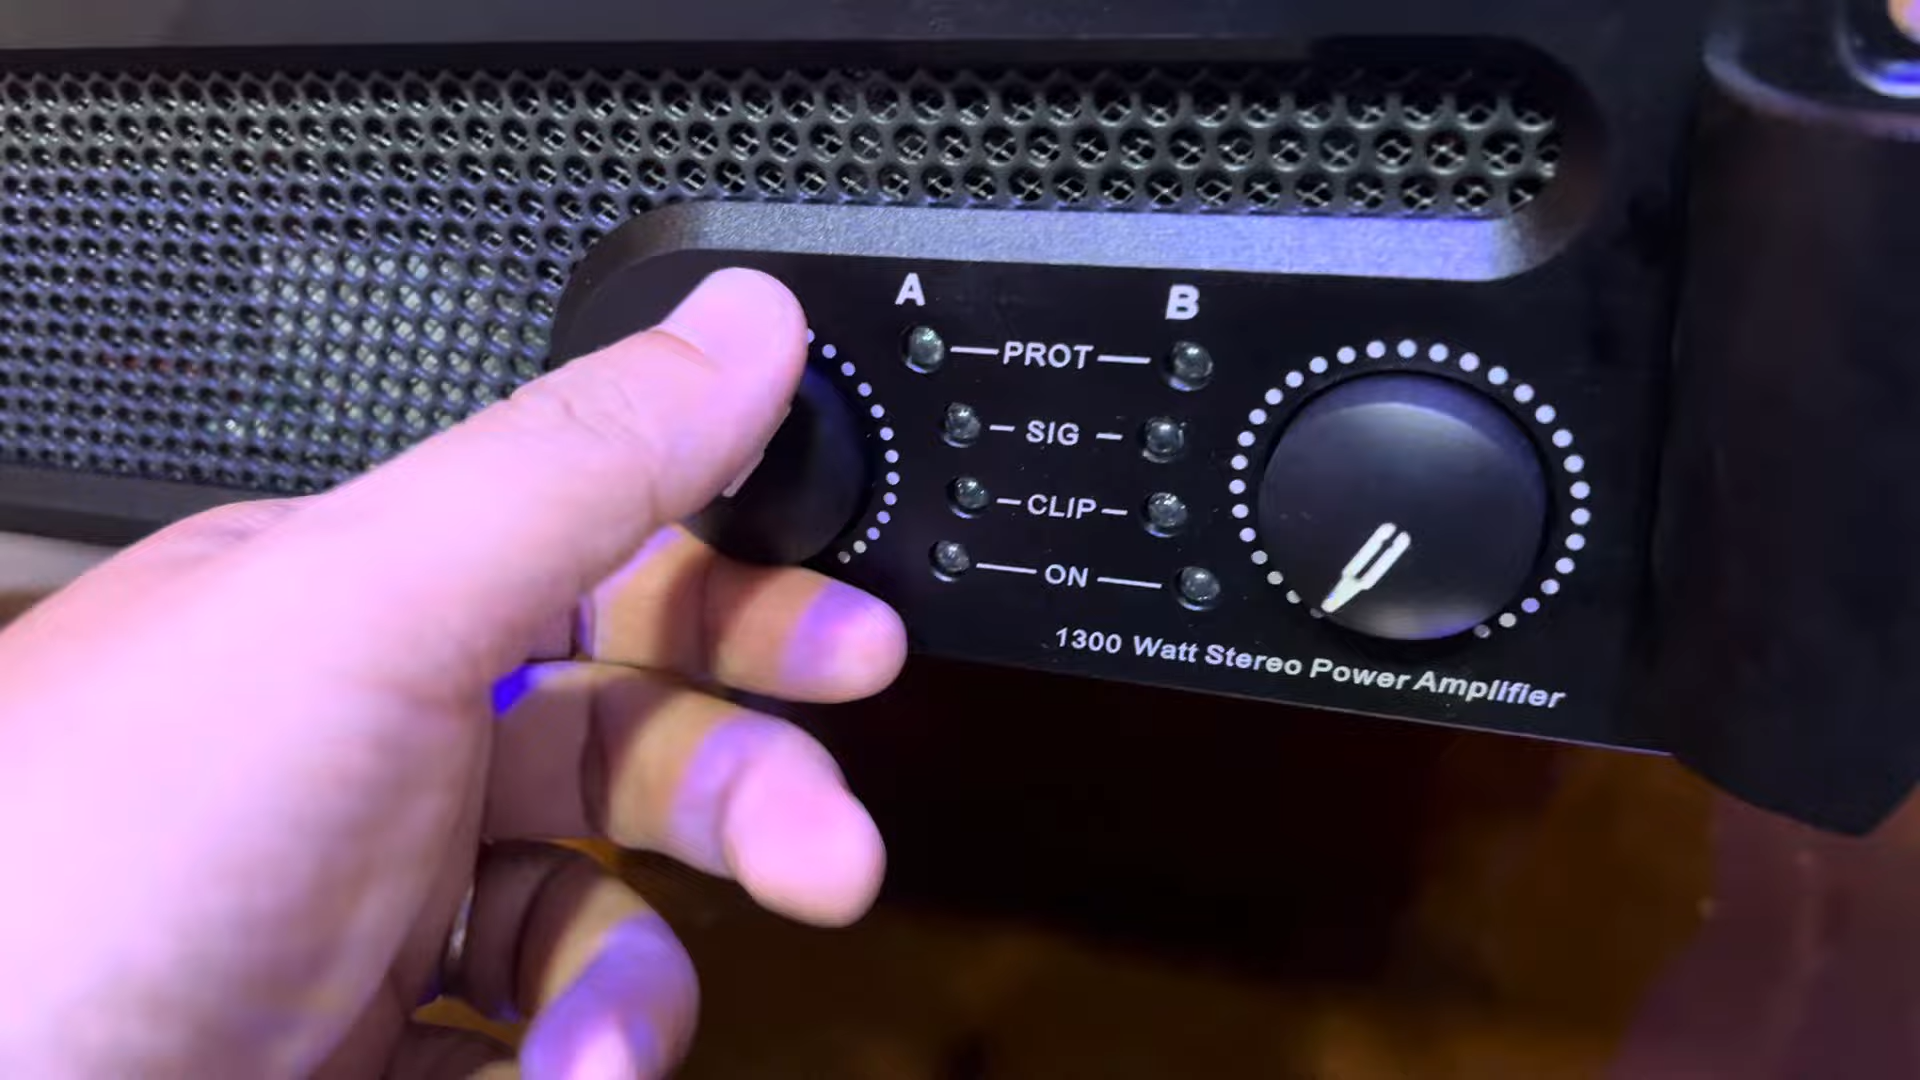 A B
PROT
SIG
CLIP
ON
1300 Watt Stereo Power Amplifier